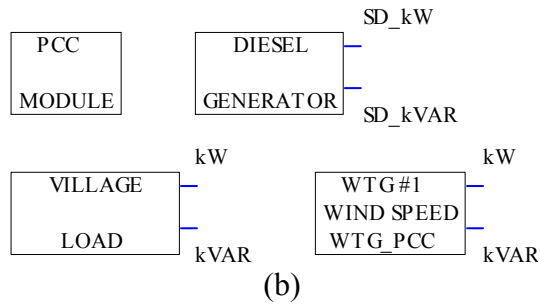 SD_kW
PCC
MODULE
DIESEL
GENERATOR
SD_kVAR
kW
VILLAGE
LOAD
kVAR
kW
WTG #1
WIND SPEED
WTG_PCC
kVAR
(b)